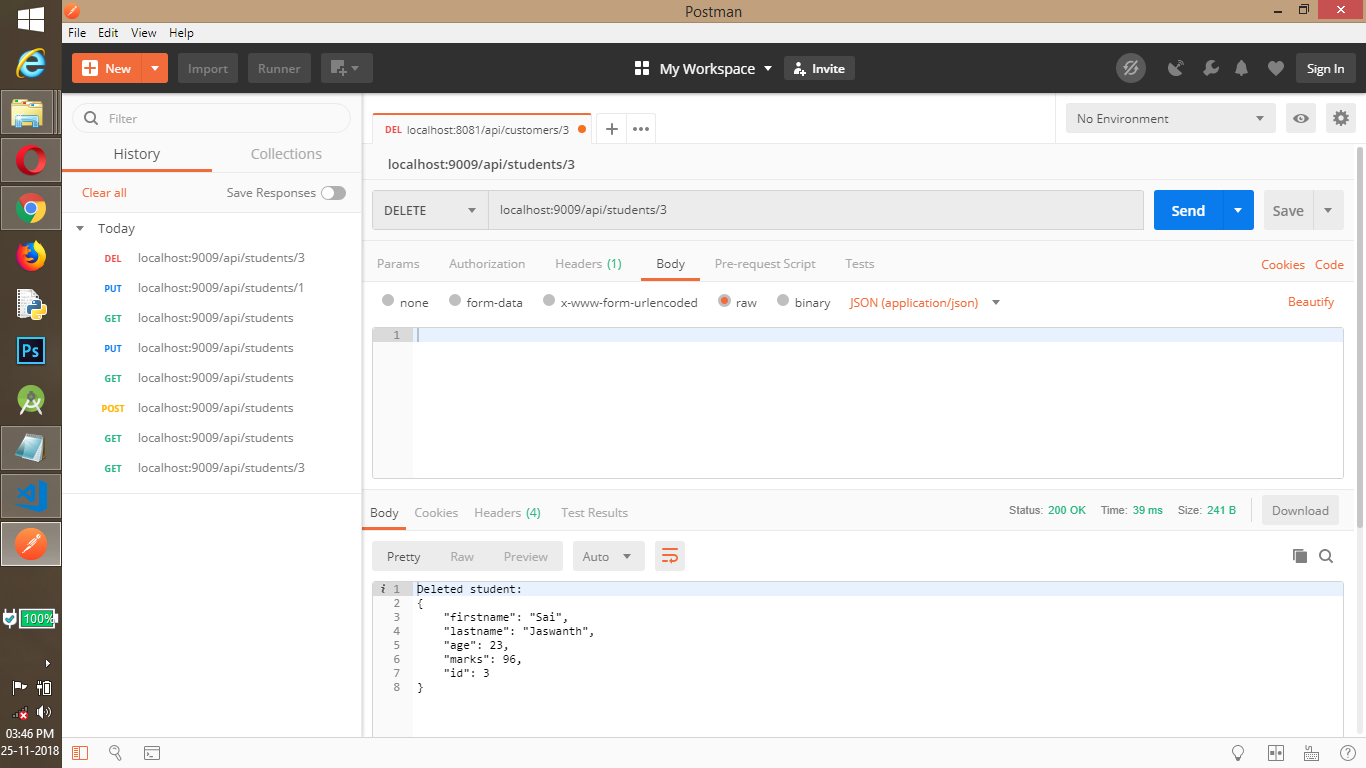 Postman
File Edit View Help
New Import Runner My Workspace Invite Sign In
Filter
History Collections
Clear all Save Responses
Today
DEL localhost:9009/api/students/3
PUT localhost:9009/api/students/1
GET localhost:9009/api/students
PUT localhost:9009/api/students
GET localhost:9009/api/students
POST localhost:9009/api/students
GET localhost:9009/api/students
GET localhost:9009/api/students/3
DEL localhost:8081/api/customers/3
No Environment
localhost:9009/api/students/3
DELETE localhost:9009/api/students/3 Send Save
Params Authorization Headers (1) Body Pre-request Script Tests Cookies Code
none form-data x-www-form-urlencoded raw binary JSON (application/json) Beautify
1
Body Cookies Headers (4) Test Results Status: 200 OK Time: 39 ms Size: 241 B Download
Pretty Raw Preview Auto
i 1 Deleted student:
2 {
3 "firstname": "Sai",
4 "lastname": "Jaswanth",
5 "age": 23,
6 "marks": 96,
7 "id": 3
8 }
Ps
100%
03:46 PM
25-11-2018